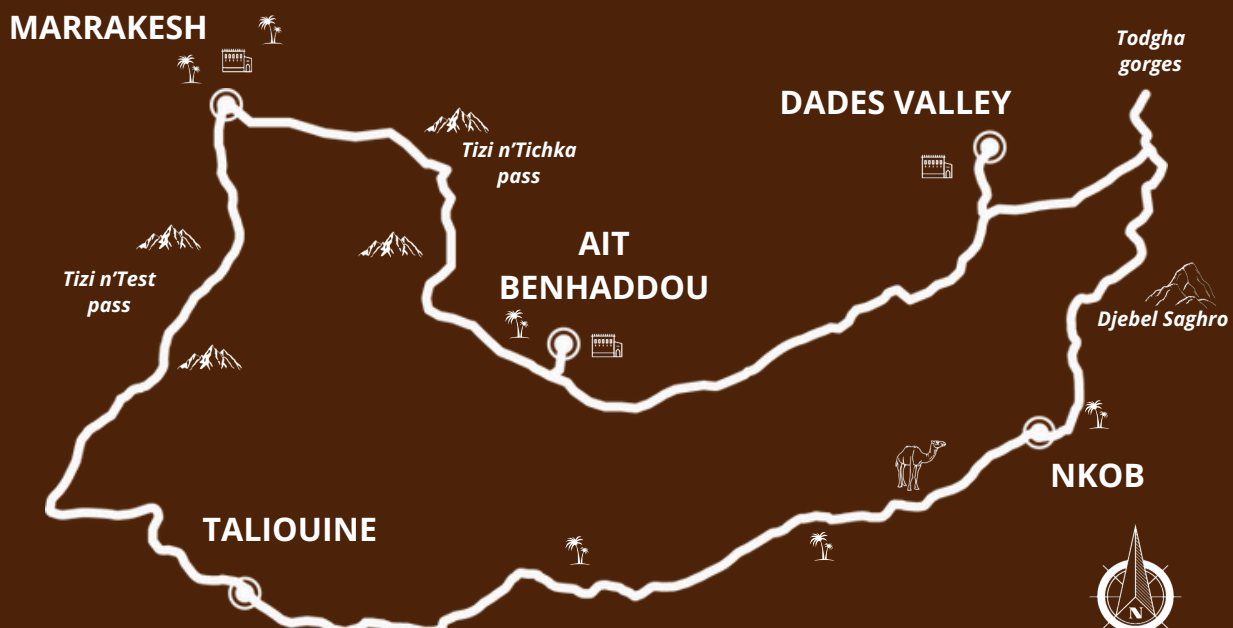 MARRAKESH
Todgha
gorges
DADES VALLEY
Tizi n'Tichka
pass
AIT
BENHADDOU
Tizi n'Test
pass
Djebel Saghro
NKOB
TALIOUINE
N